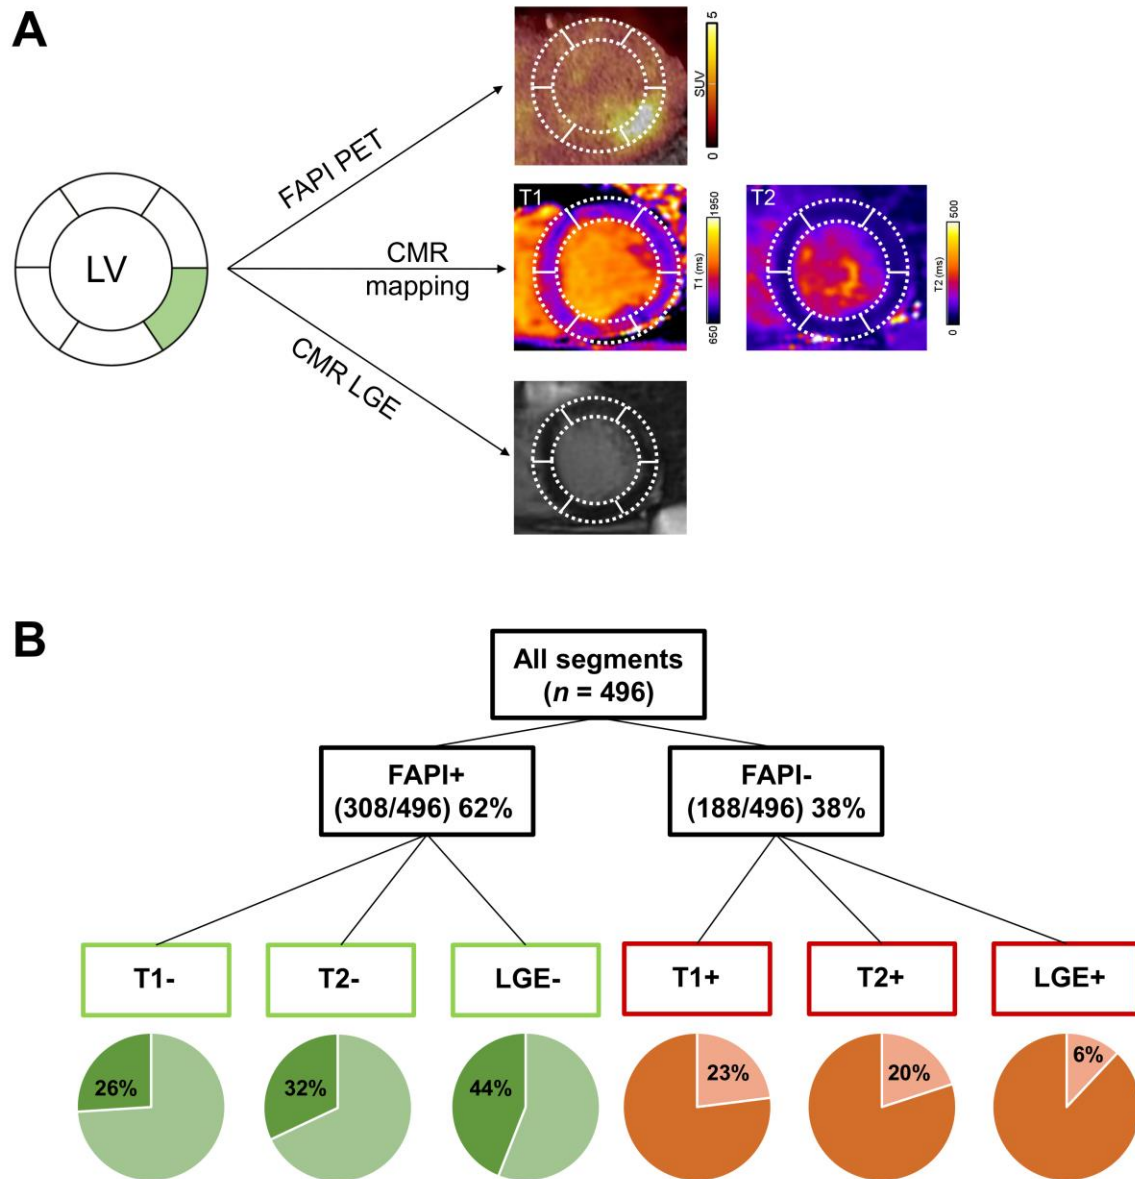 A
LV
FAPI PET
CMR
mapping
CMR LGE
5
SUV
0
T1
1950
T1 (ms)
650
T2
500
T2 (ms)
0
B
All segments
(n = 496)
FAPI+
(308/496) 62%
FAPI-
(188/496) 38%
T1-
T2-
LGE-
T1+
T2+
LGE+
26%
32%
44%
23%
20%
6%